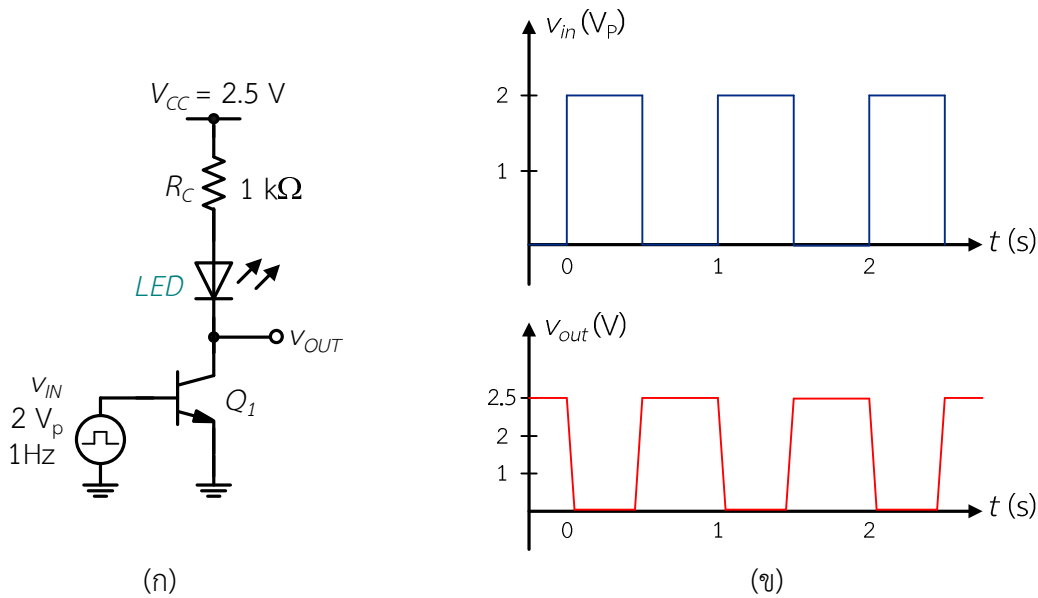 V_CC = 2.5 V
R_C 1 kΩ
LED
v_OUT
v_IN
2 V_p
1Hz
Q_1
(ก)
v_in (V_P)
2
1
0 1 2
t (s)
v_out (V)
2.5
2
1
0 1 2
t (s)
(ข)